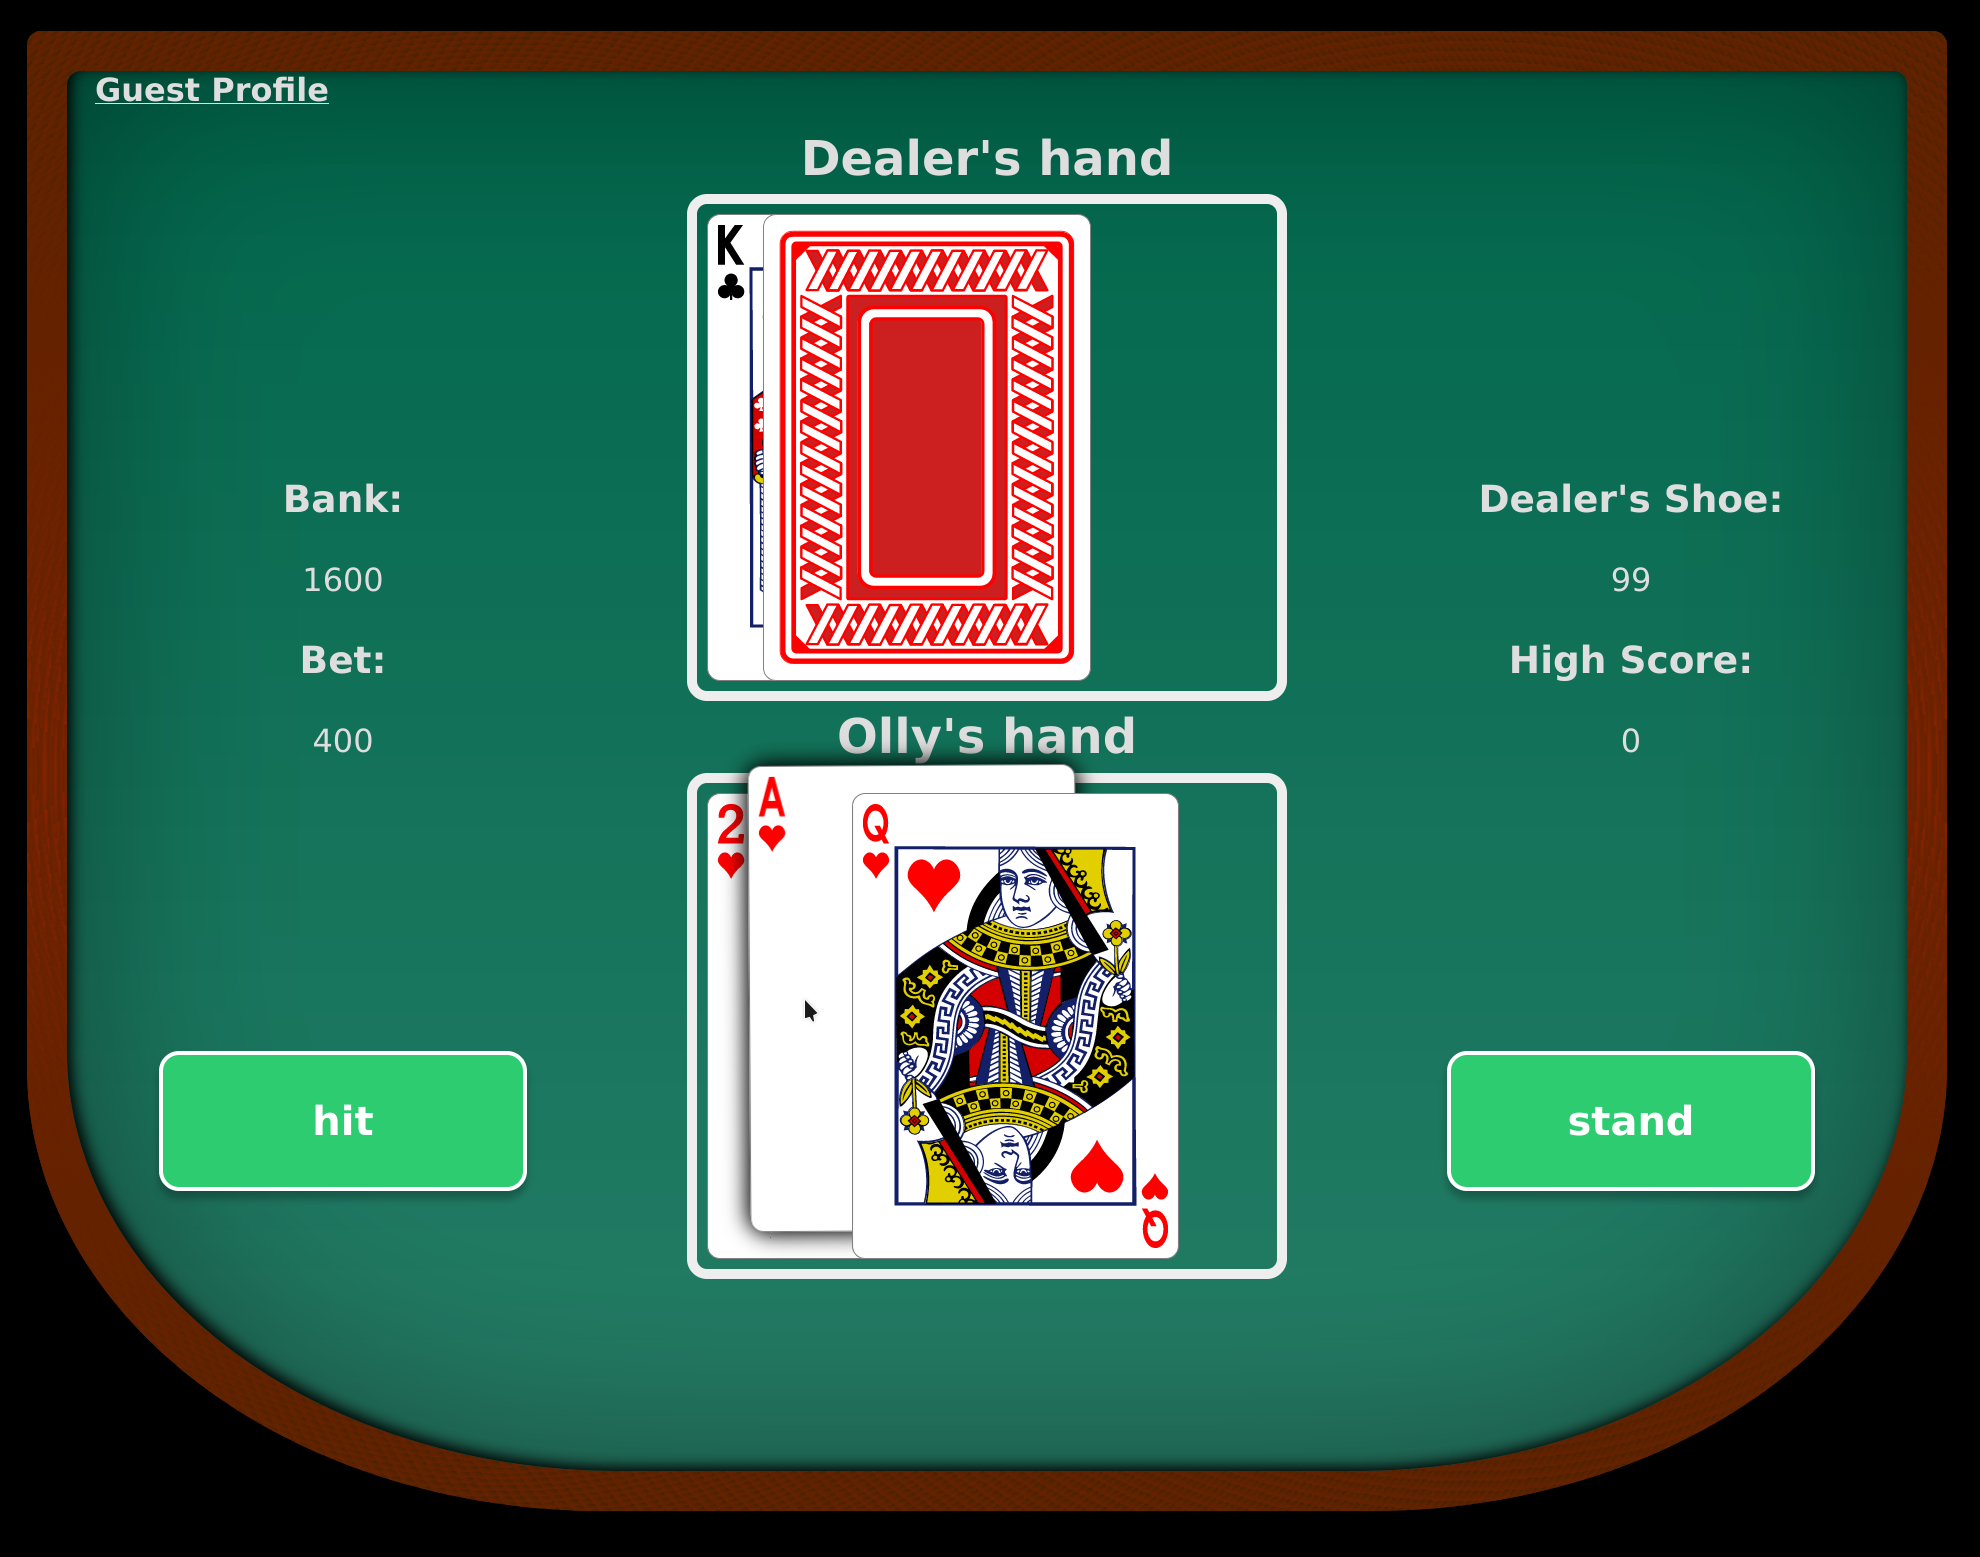 Guest Profile
Dealer's hand
K
Bank:
1600
Bet:
400
Dealer's Shoe:
99
High Score:
0
Olly's hand
2
A
Q
Q
hit
stand